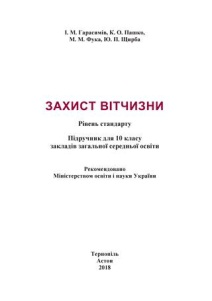 І. М. Герасимів, К. О. Пашко,
М. М. Фука, Ю. П. Щирба
ЗАХИСТ ВІТЧИЗНИ
Рівень стандарту
Підручник для 10 класу
закладів загальної середньої освіти
Рекомендовано
Міністерством освіти і науки України
Тернопіль
Астон
2018